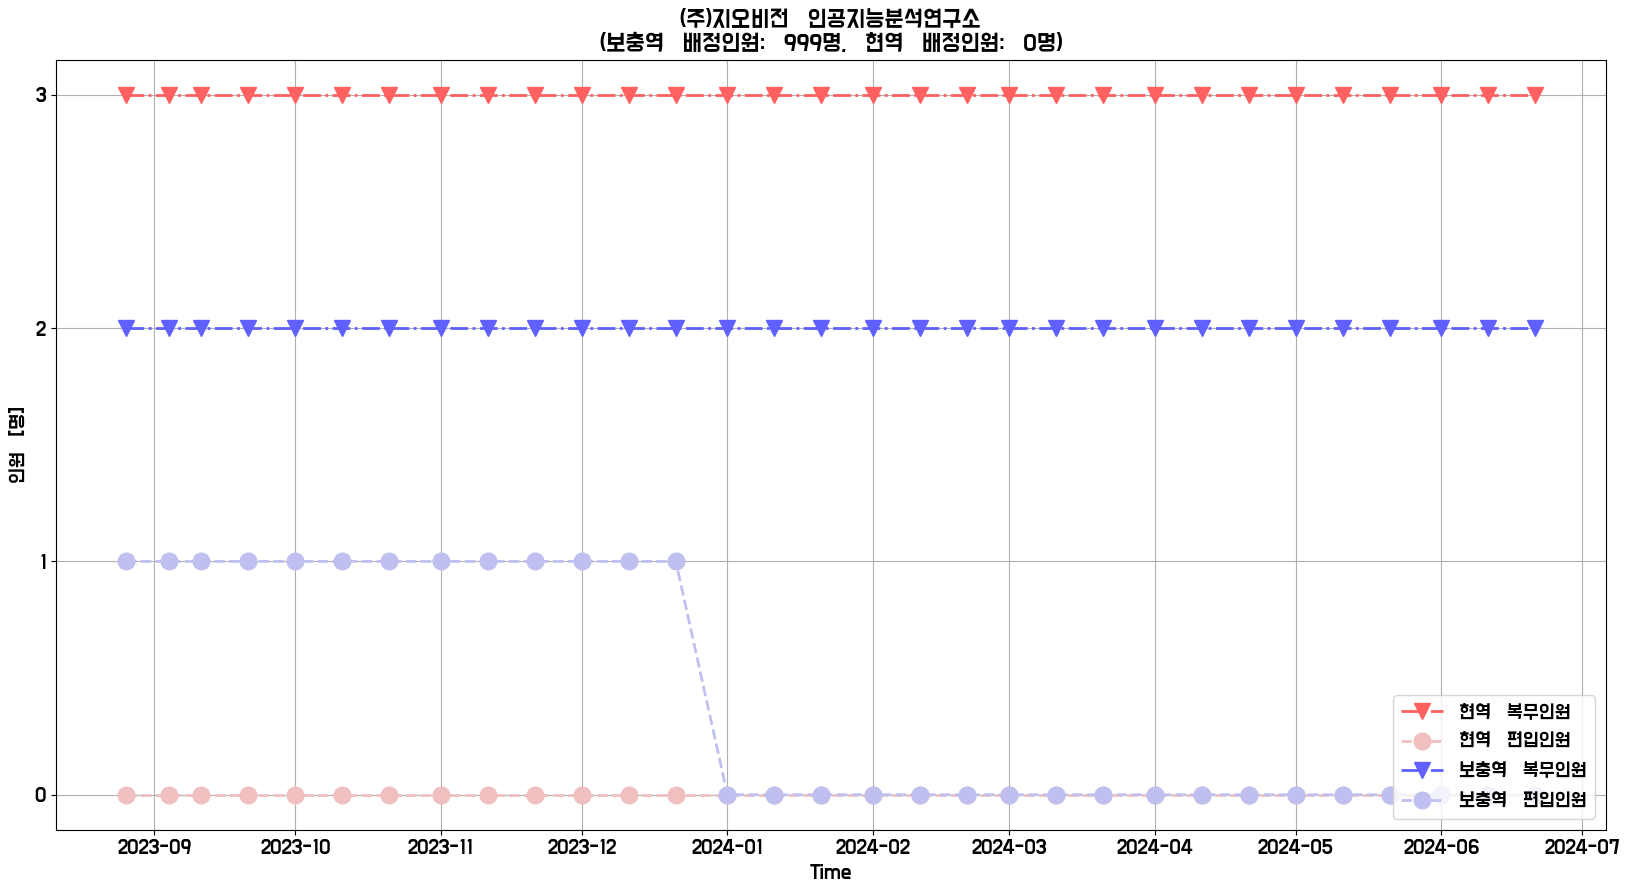 (주)지오비전 인공지능분석연구소
(보충역 배정인원: 999명, 현역 배정인원: 0명)
인원 [명]
3
2
1
0
현역 복무인원
현역 편입인원
보충역 복무인원
보충역 편입인원
2023-09 2023-10 2023-11 2023-12 2024-01 2024-02 2024-03 2024-04 2024-05 2024-06 2024-07
Time